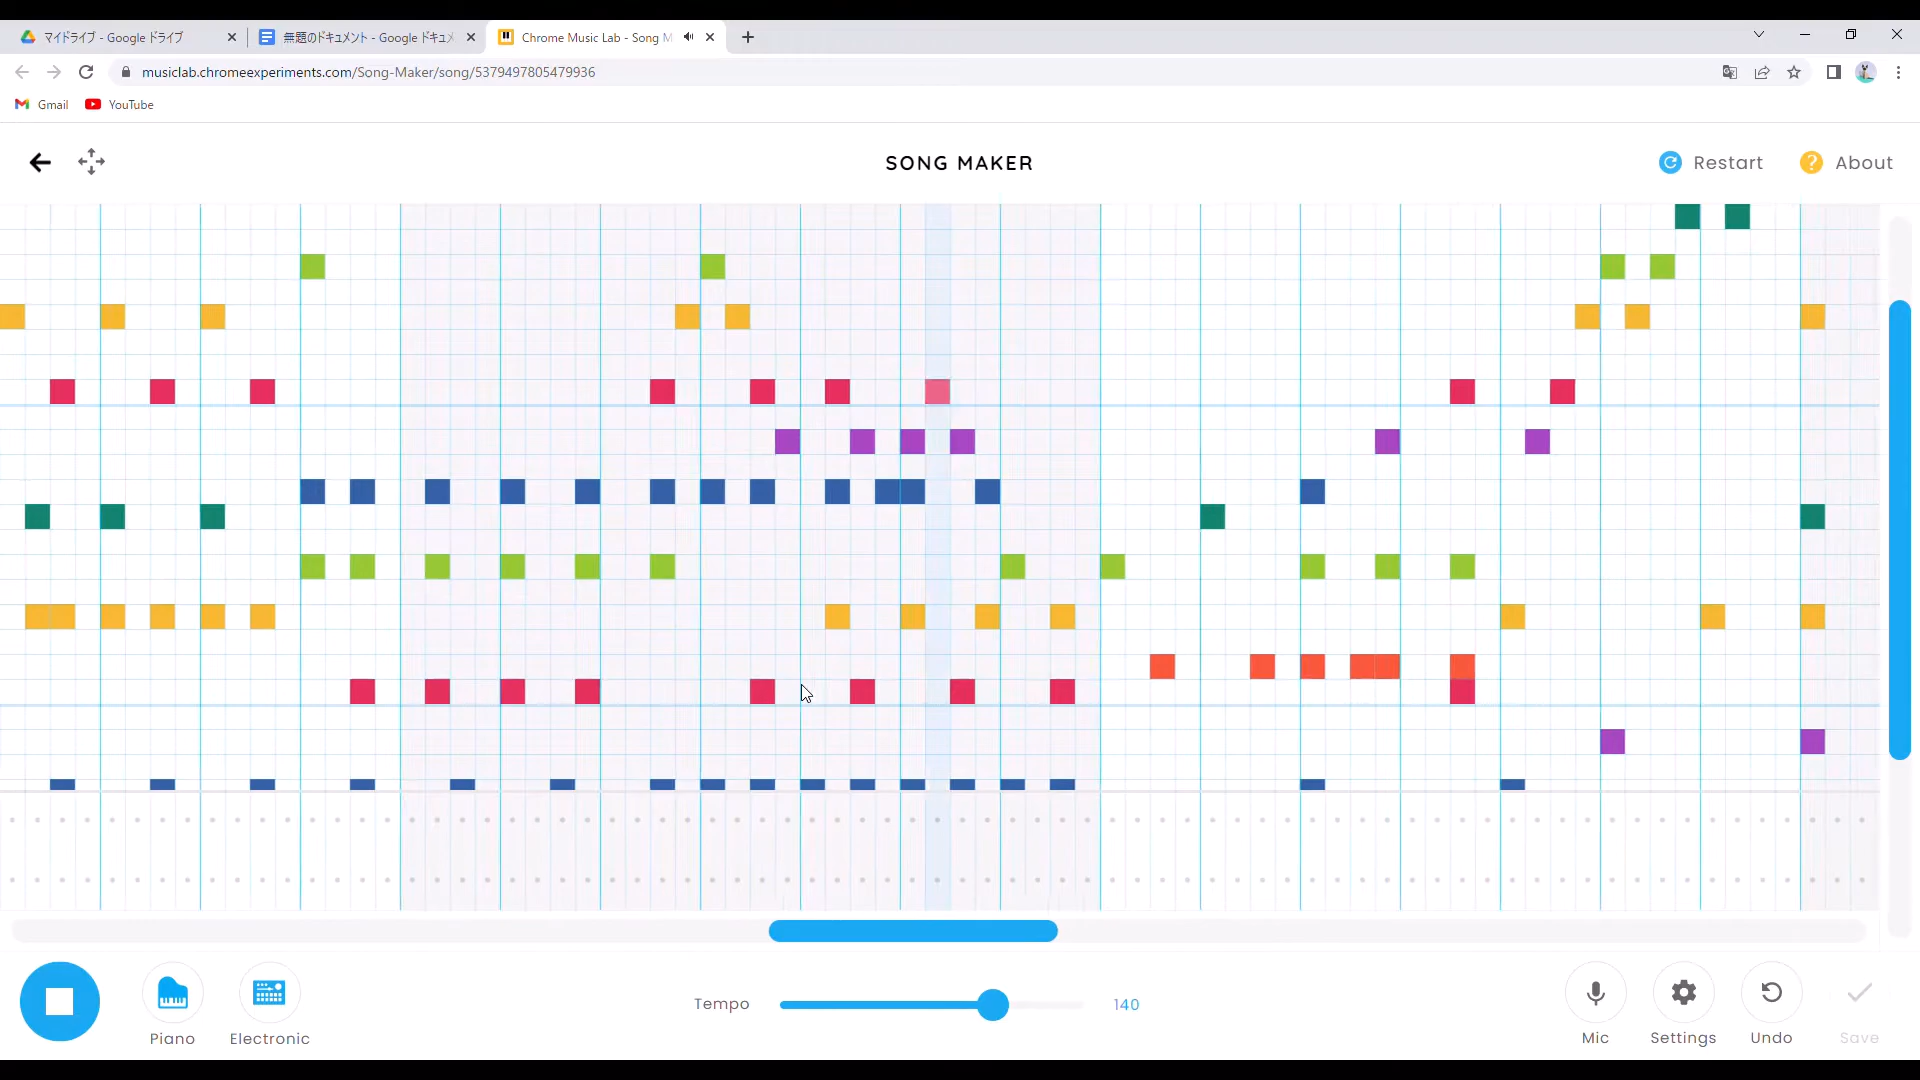 マイドライブ - Google ドライブ
無題のドキュメント - Google ドキュメ
Chrome Music Lab - Song M
musiclab.chromeexperiments.com/Song-Maker/song/5379497805479936
Gmail
YouTube
SONG MAKER
Restart
? About
Tempo
140
Piano
Electronic
Mic
Settings
Undo
Save